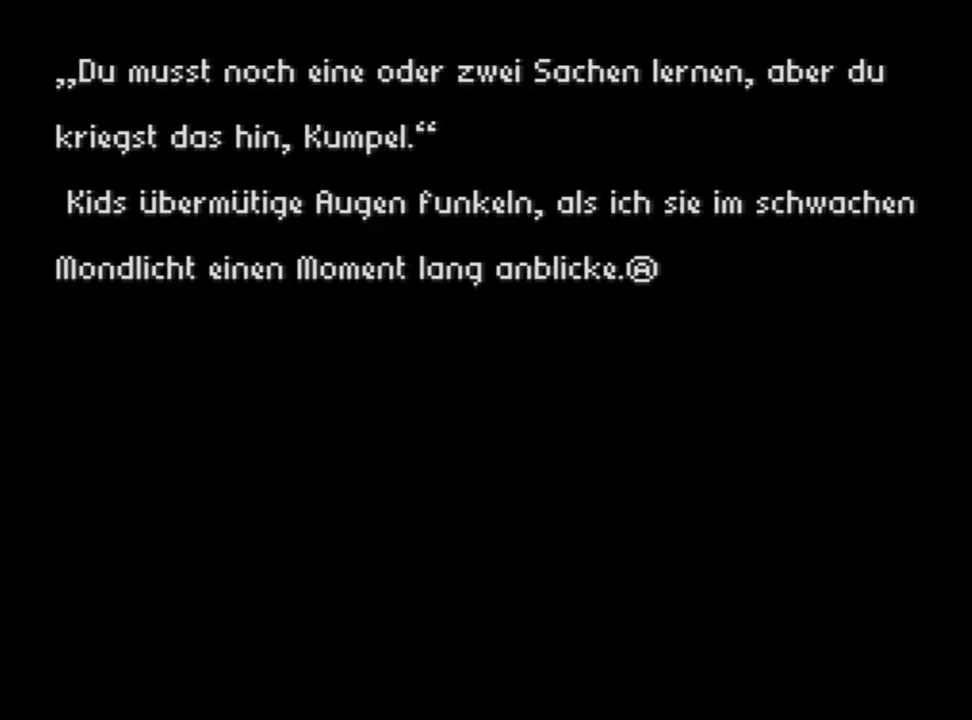 „Du musst noch eine oder zwei Sachen lernen, aber du
kriegst das hin, Kumpel.“
Kids übermütige Augen funkeln, als ich sie im schwachen
Mondlicht einen Moment lang anblicke.Ⓐ